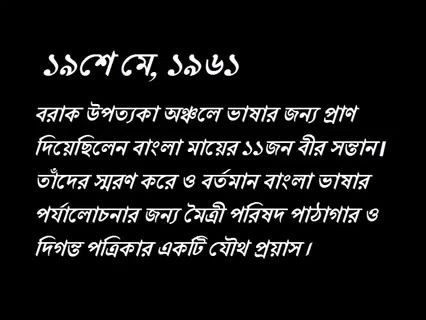 ১৯শে মে, ১৯৬১
বরাক উপত্যকা অঞ্চলে ভাষার জন্য প্রাণ
দিয়েছিলেন বাংলা মায়ের ১১জন বীর সন্তান।
তাঁদের স্মরণ করে ও বর্তমান বাংলা ভাষার
পর্যালোচনার জন্য মৈত্রী পরিষদ পাঠাগার ও
দিগন্ত পত্রিকার একটি যৌথ প্রয়াস।